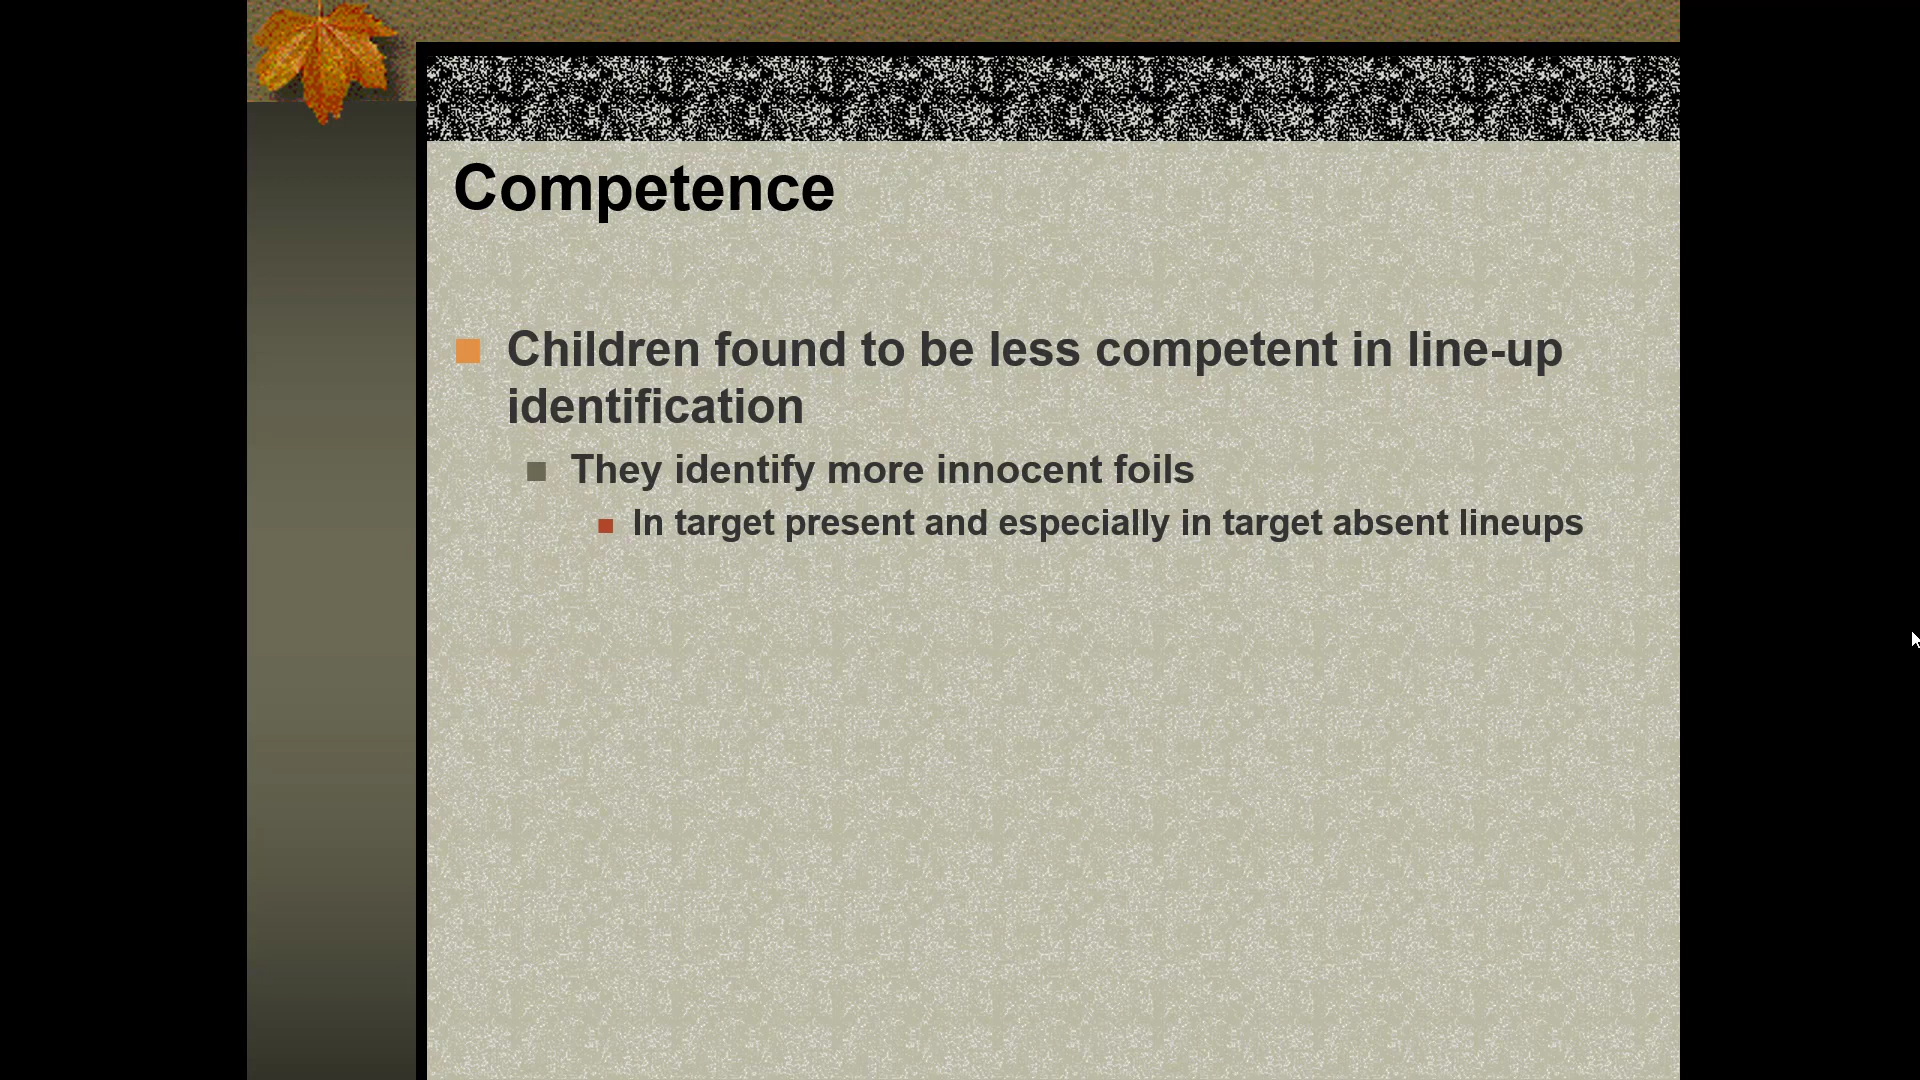 Competence
Children found to be less competent in line-up
identification
They identify more innocent foils
In target present and especially in target absent lineups